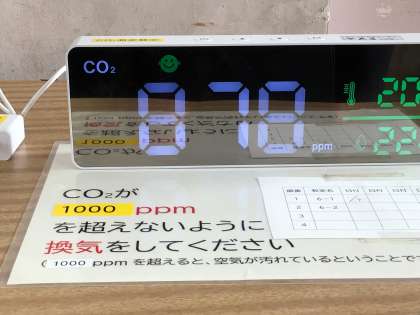 CO₂
070
ppm
20
22
CO₂が
1000 ppm
を超えないように
換気をしてください
(1000 ppm を超えると、空気が汚れているということで
1 6-1
2 6-2
3
4